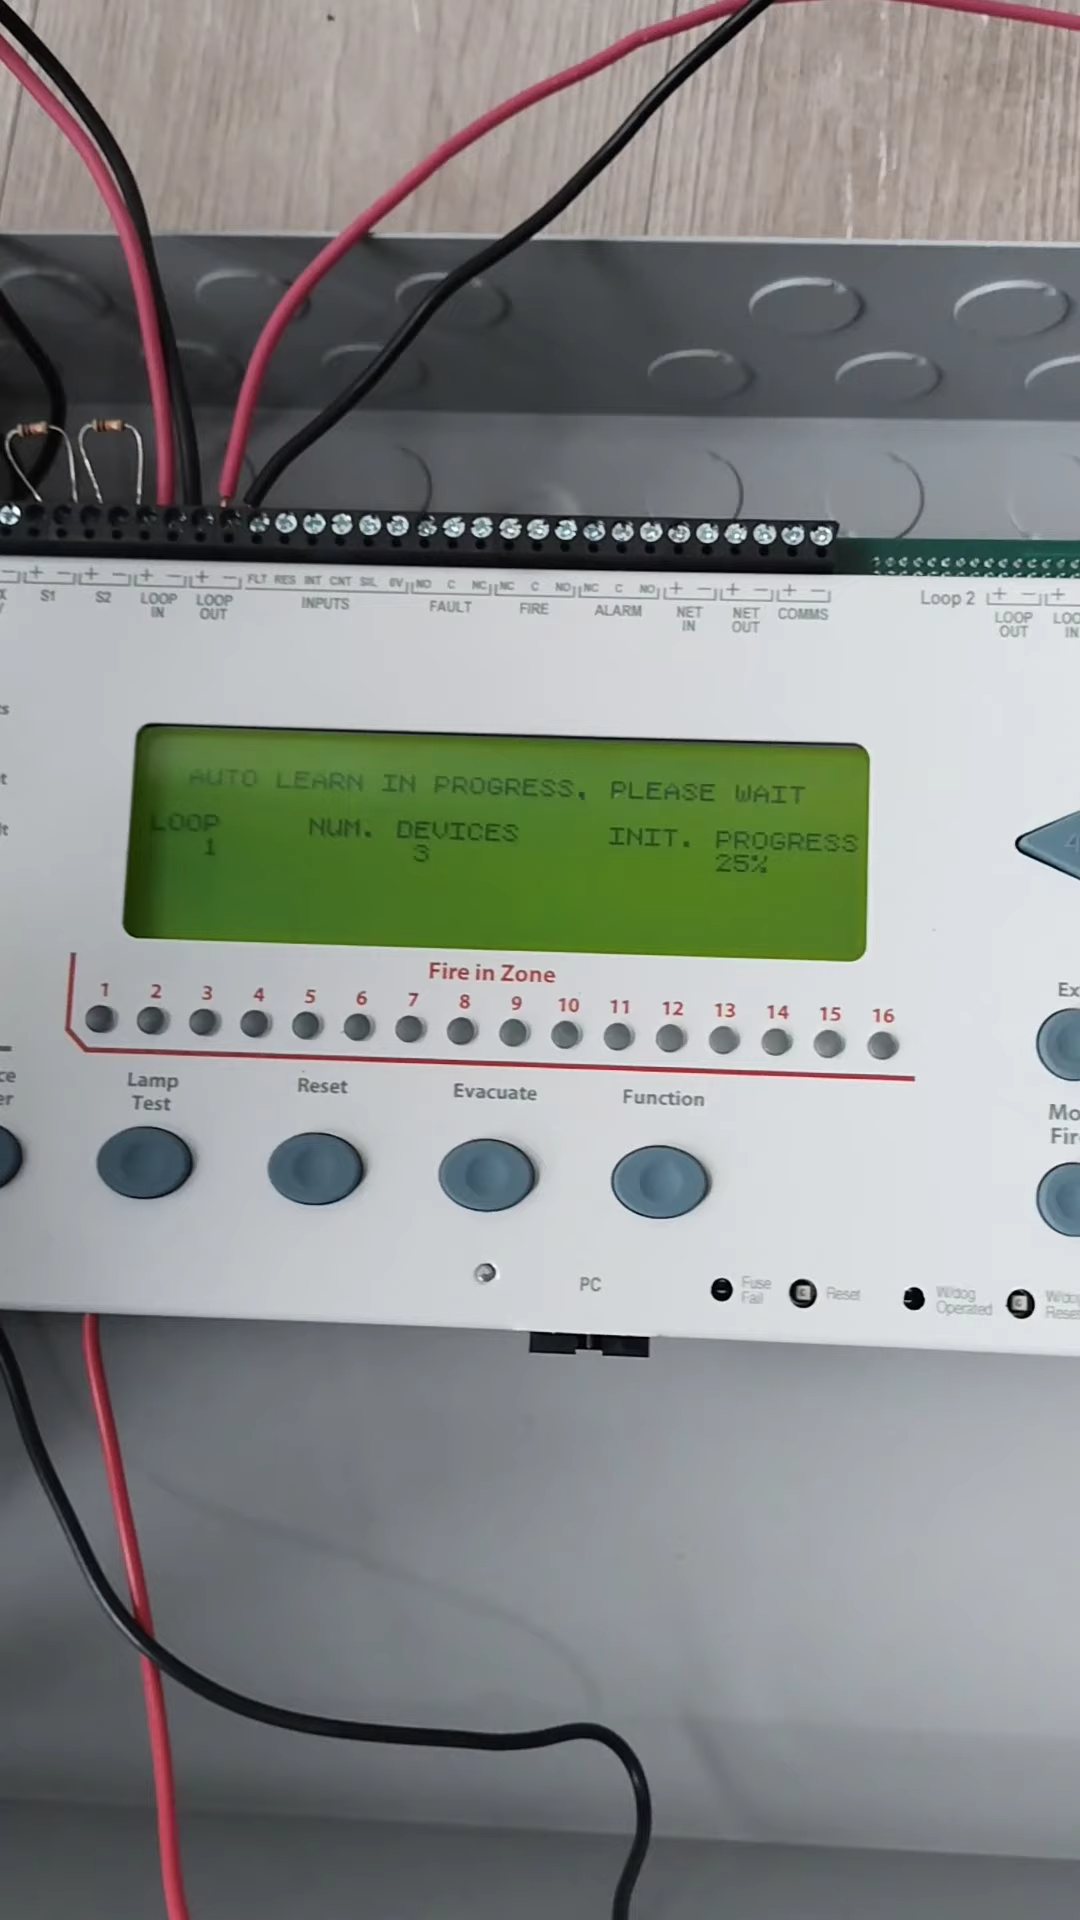 + − + − + − + − FLT RES INT CNT SIL 0V NO C NC NC C NO NC C NO + − + − + −
S1 S2 LOOP IN LOOP OUT INPUTS FAULT FIRE ALARM NET IN NET OUT COMMS
Loop 2 + − +
LOOP OUT
AUTO LEARN IN PROGRESS, PLEASE WAIT
LOOP NUM. DEVICES INIT. PROGRESS
1 3 25%
Fire in Zone
1 2 3 4 5 6 7 8 9 10 11 12 13 14 15 16
Lamp Test
Reset
Evacuate
Function
PC
Fuse Fail
Reset
W/dog Operated